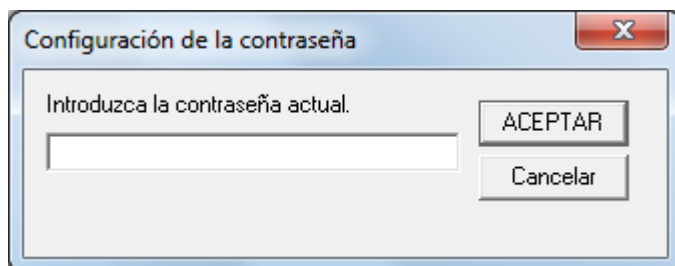 Configuración de la contraseña
Introduzca la contraseña actual.
ACEPTAR
Cancelar